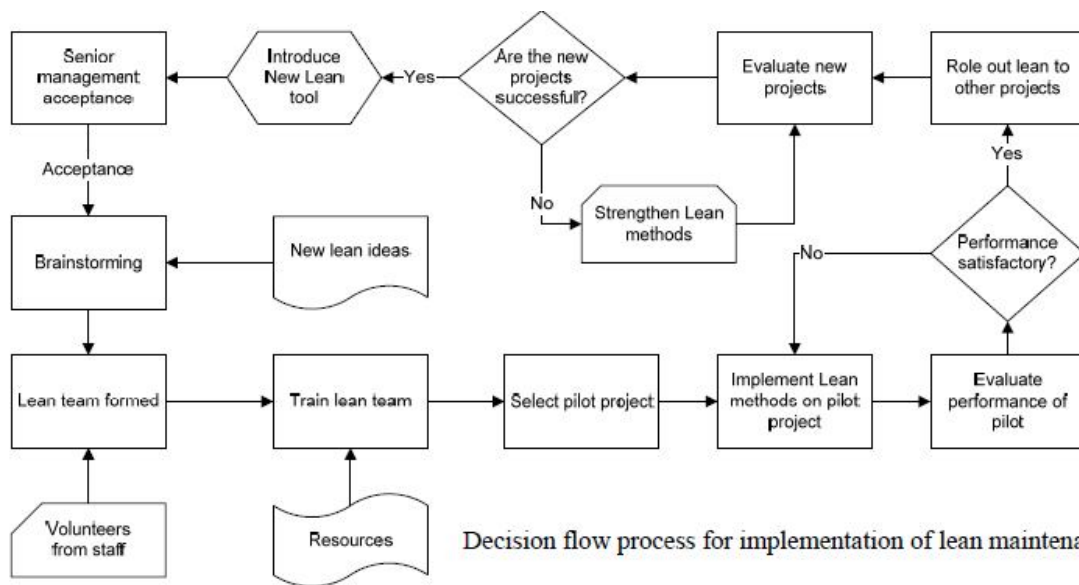 Senior
management
acceptance
Introduce
New Lean
tool
Yes
Are the new
projects
successfull?
Evaluate new
projects
Role out lean to
other projects
Acceptance
No
Strengthen Lean
methods
Yes
Brainstorming
New lean ideas
No
Performance
satisfactory?
Lean team formed
Train lean team
Select pilot project
Implement Lean
methods on pilot
project
Evaluate
performance of
pilot
Volunteers
from staff
Resources
Decision flow process for implementation of lean maintena